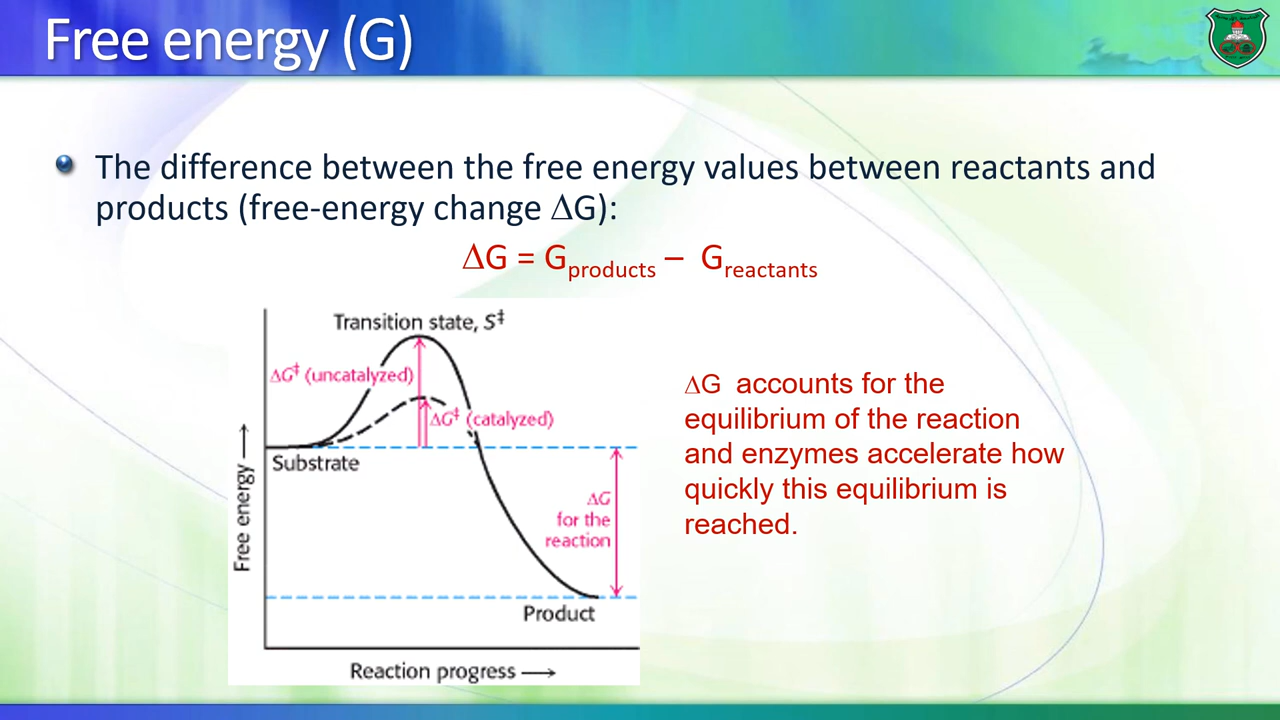 Free energy (G)
The difference between the free energy values between reactants and
products (free-energy change ΔG):
ΔG = Gproducts – Greactants
Transition state, S‡
ΔG‡ (uncatalyzed)
ΔG‡ (catalyzed)
Substrate
Free energy →
ΔG
for the
reaction
Product
Reaction progress →
ΔG accounts for the
equilibrium of the reaction
and enzymes accelerate how
quickly this equilibrium is
reached.